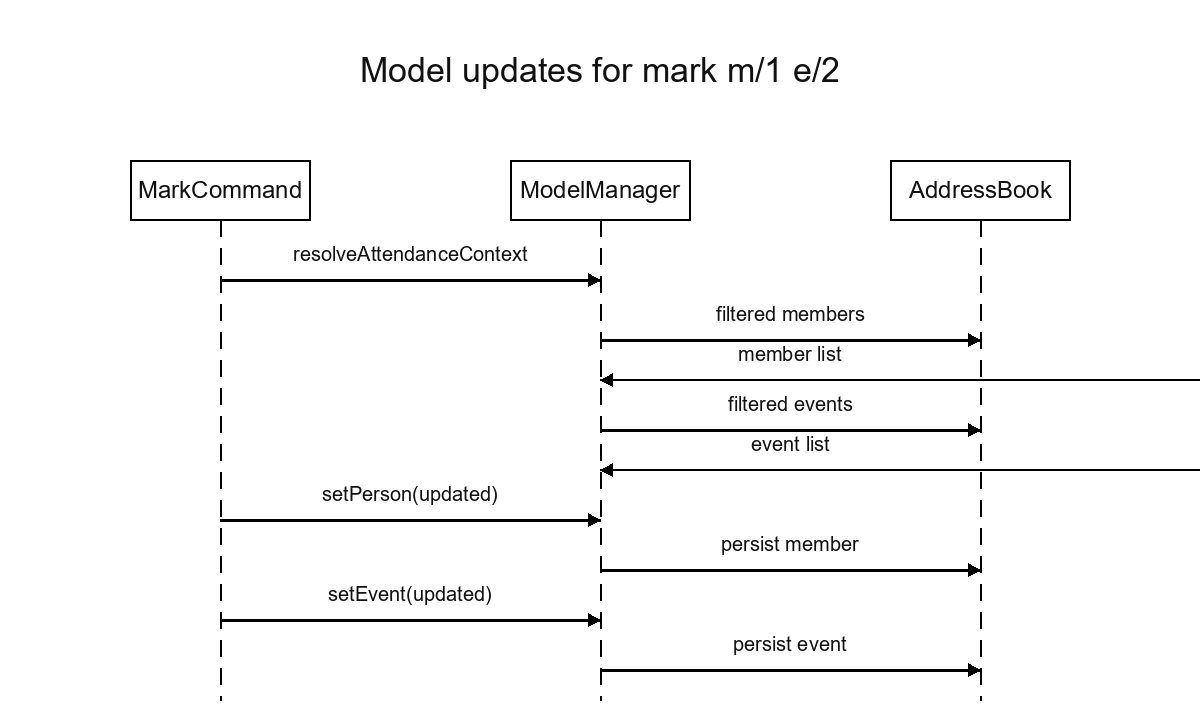 Model updates for mark m/1 e/2
MarkCommand
ModelManager
AddressBook
resolveAttendanceContext
filtered members
member list
filtered events
event list
setPerson(updated)
persist member
setEvent(updated)
persist event